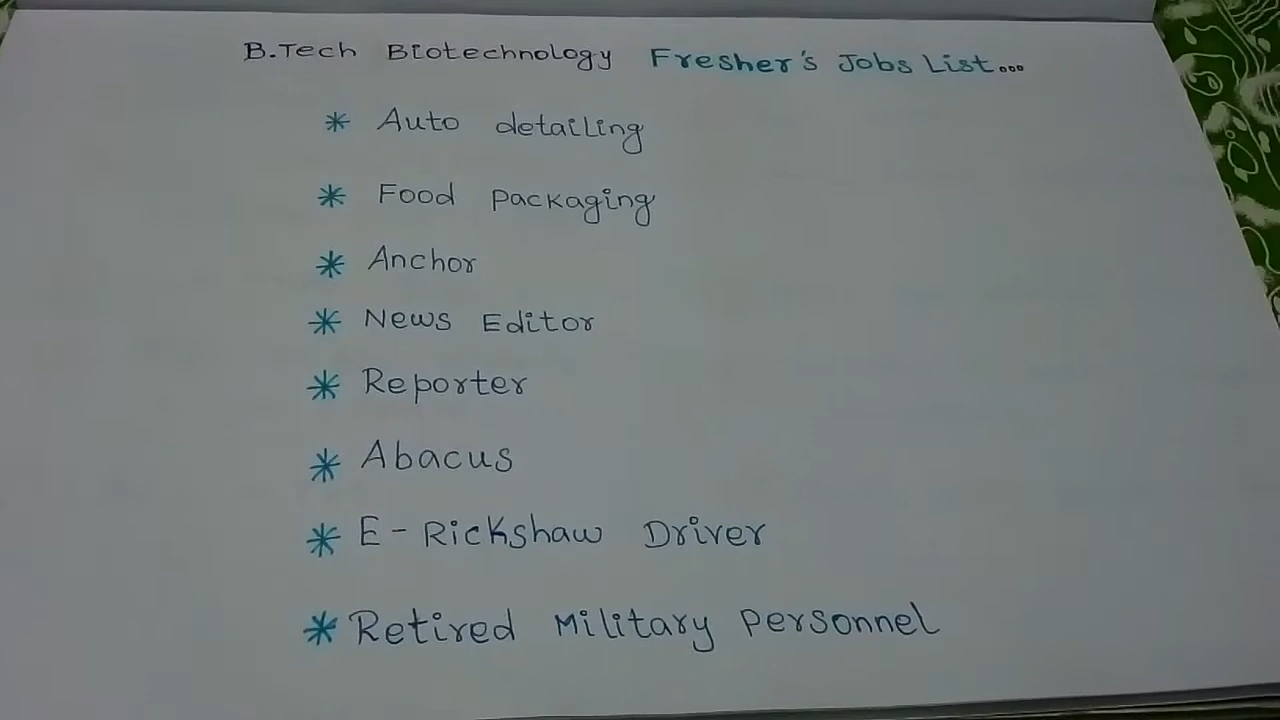 B.Tech Biotechnology Fresher's Jobs List...
* Auto detailing
* Food Packaging
* Anchor
* News Editor
* Reporter
* Abacus
* E-Rickshaw Driver
* Retired Military Personnel